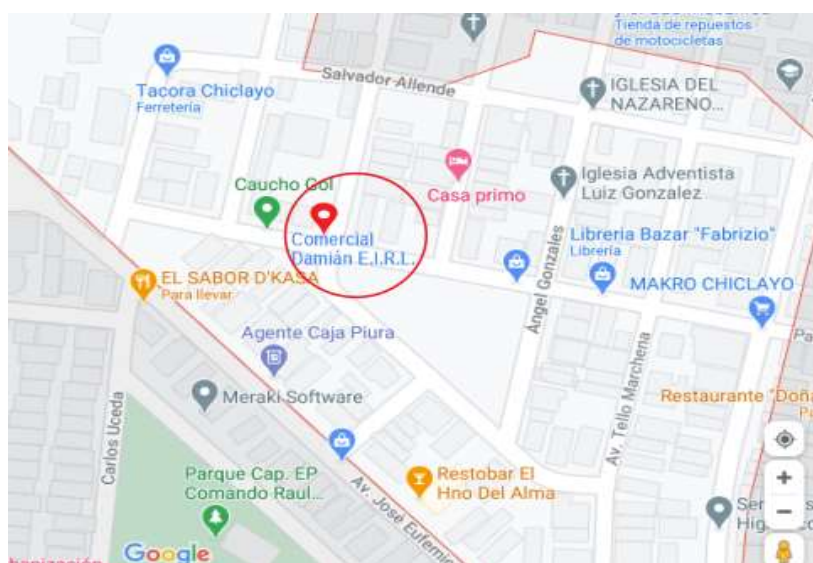 Tienda de repuestos
de motocicletas
Salvador Allende
Tacora Chiclayo
Ferretería
IGLESIA DEL
NAZARENO...
Iglesia Adventista
Luiz Gonzalez
Caucho Gol
Casa primo
Comercial
Damián E.I.R.L.
Libreria Bazar "Fabrizio"
Librería
MAKRO CHICLAYO
EL SABOR D'KASA
Para llevar
Ángel Gonzales
Agente Caja Piura
Meraki Software
Restaurante "Doña
Av. Tello Marchena
Carlos Uceda
Parque Cap. EP
Comando Raul...
Restobar El
Hno Del Alma
Av. José Eufemio
Google